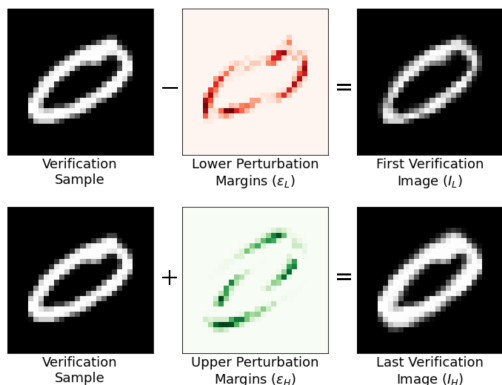 − =
Verification Lower Perturbation First Verification
Sample Margins (ε_L) Image (I_L)
+ =
Verification Upper Perturbation Last Verification
Sample Margins (ε_H) Image (I_H)